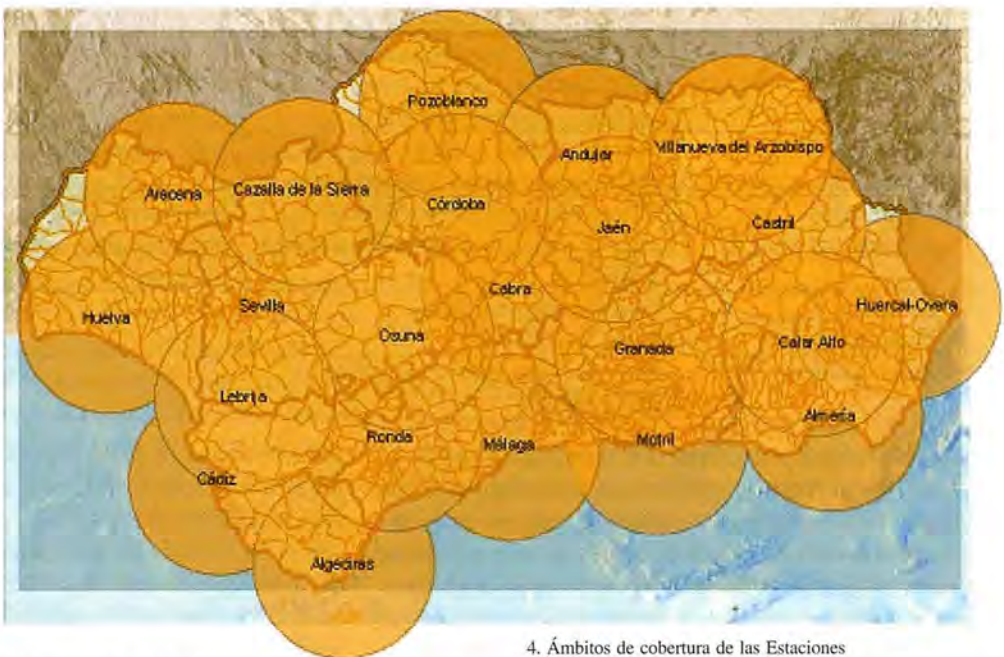 Pozoblanco
Andujar
Villanueva del Arzobispo
Aracena
Cazalla de la Sierra
Córdoba
Jaén
Castril
Cabra
Huelva
Sevilla
Osuna
Granada
Calar Alto
Huercal-Overa
Lebrija
Ronda
Málaga
Motril
Almería
Cádiz
Algeciras
4. Ámbitos de cobertura de las Estaciones